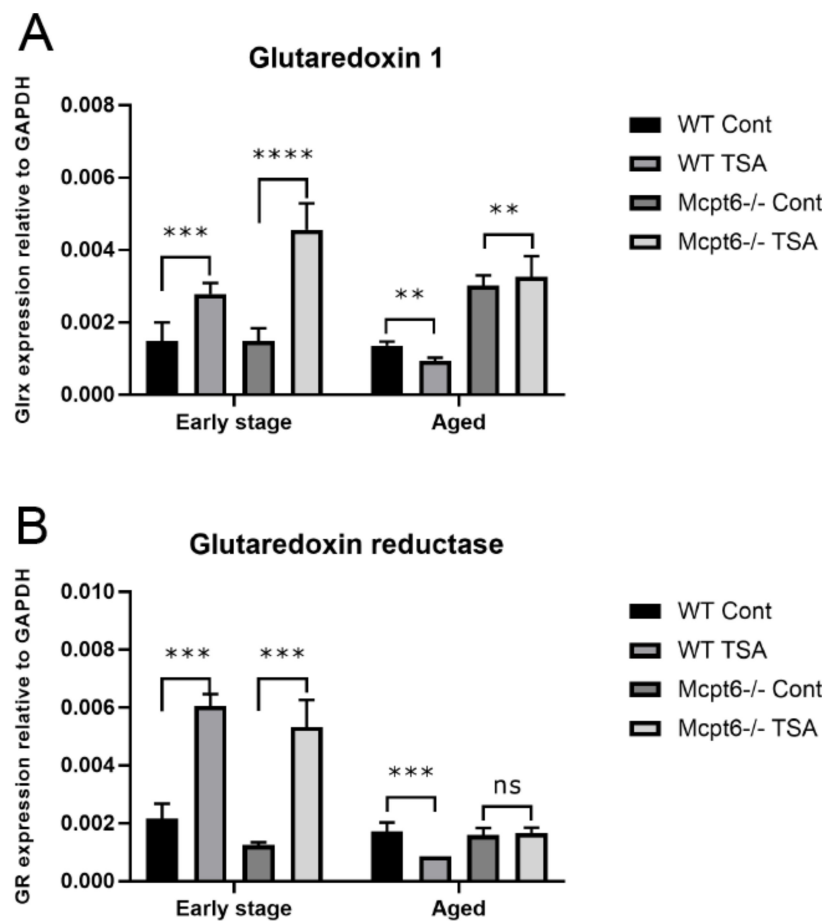 A
Glutaredoxin 1
Glrx expression relative to GAPDH
0.008
0.006
0.004
0.002
0.000
***
****
**
**
Early stage
Aged
WT Cont
WT TSA
Mcpt6-/- Cont
Mcpt6-/- TSA
B
Glutaredoxin reductase
GR expression relative to GAPDH
0.010
0.008
0.006
0.004
0.002
0.000
***
***
***
ns
Early stage
Aged
WT Cont
WT TSA
Mcpt6-/- Cont
Mcpt6-/- TSA